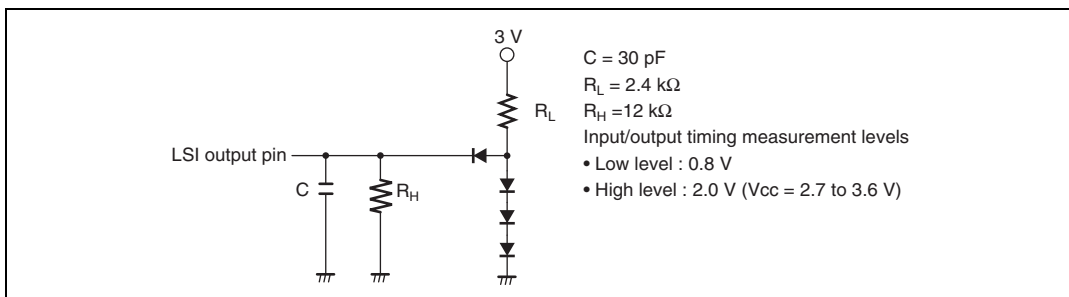 3 V
R_L
LSI output pin
C
R_H
C = 30 pF
R_L = 2.4 kΩ
R_H =12 kΩ
Input/output timing measurement levels
• Low level : 0.8 V
• High level : 2.0 V (Vcc = 2.7 to 3.6 V)